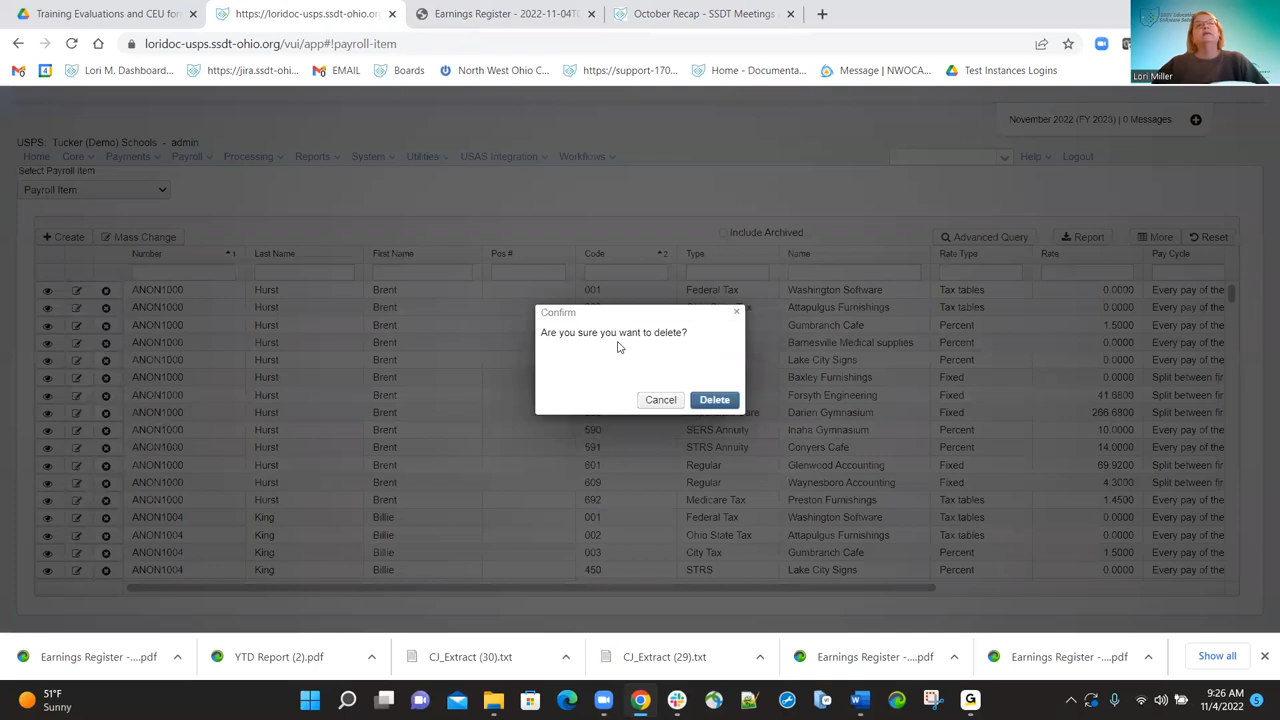 Training Evaluations and CEU for
https://loridoc-usps.ssdt-ohio.org
Earnings Register - 2022-11-04T0
October Recap - SSDT Meetings
loridoc-usps.ssdt-ohio.org/vui/app#!payroll-item
Lori M. Dashboard...
https://jira.ssdt-ohi...
EMAIL
Boards
North West Ohio C...
https://support-170...
Home - Documenta...
Message | NWOCA...
Test Instances Logins
Lori Miller
November 2022 (FY 2023) | 0 Messages
USPS: Tucker (Demo) Schools - admin
Home Core Payments Payroll Processing Reports System Utilities USAS Integration Workflows Help Logout
Select Payroll Item
Payroll Item
Create Mass Change Include Archived Advanced Query Report More Reset
Number 1 Last Name First Name Pos # Code 2 Type Name Rate Type Rate Pay Cycle
ANON1000 Hurst Brent 001 Federal Tax Washington Software Tax tables 0.0000 Every pay of the
ANON1000 Hurst Brent Attapulgus Furnishings Tax tables 0.0000 Every pay of the
ANON1000 Hurst Brent Gumbranch Cafe Percent 1.5000 Every pay of the
ANON1000 Hurst Brent Barnesville Medical supplies Percent 0.0000 Every pay of the
ANON1000 Hurst Brent Lake City Signs Percent 0.0000 Every pay of the
ANON1000 Hurst Brent Baxley Furnishings Fixed 0.0000 Split between fir
ANON1000 Hurst Brent Forsyth Engineering Fixed 41.6800 Every pay of the
ANON1000 Hurst Brent Darien Gymnasium Fixed 266.6800 Every pay of the
ANON1000 Hurst Brent 590 SERS Annuity Inaha Gymnasium Percent 10.0000 Every pay of the
ANON1000 Hurst Brent 591 STRS Annuity Conyers Cafe Percent 14.0000 Every pay of the
ANON1000 Hurst Brent 601 Regular Glenwood Accounting Fixed 69.9200 Split between fir
ANON1000 Hurst Brent 609 Regular Waynesboro Accounting Fixed 4.3000 Split between fir
ANON1000 Hurst Brent 692 Medicare Tax Preston Furnishings Tax tables 1.4500 Every pay of the
ANON1004 King Billie 001 Federal Tax Washington Software Tax tables 0.0000 Every pay of the
ANON1004 King Billie 002 Ohio State Tax Attapulgus Furnishings Tax tables 0.0000 Every pay of the
ANON1004 King Billie 003 City Tax Gumbranch Cafe Percent 1.5000 Every pay of the
ANON1004 King Billie 450 STRS Lake City Signs Percent 0.0000 Every pay of the
Confirm
Are you sure you want to delete?
Cancel Delete
Earnings Register -....pdf
YTD Report (2).pdf
CJ_Extract (30).txt
CJ_Extract (29).txt
Earnings Register -....pdf
Earnings Register -....pdf
Show all
51°F
Sunny
9:26 AM
11/4/2022
5